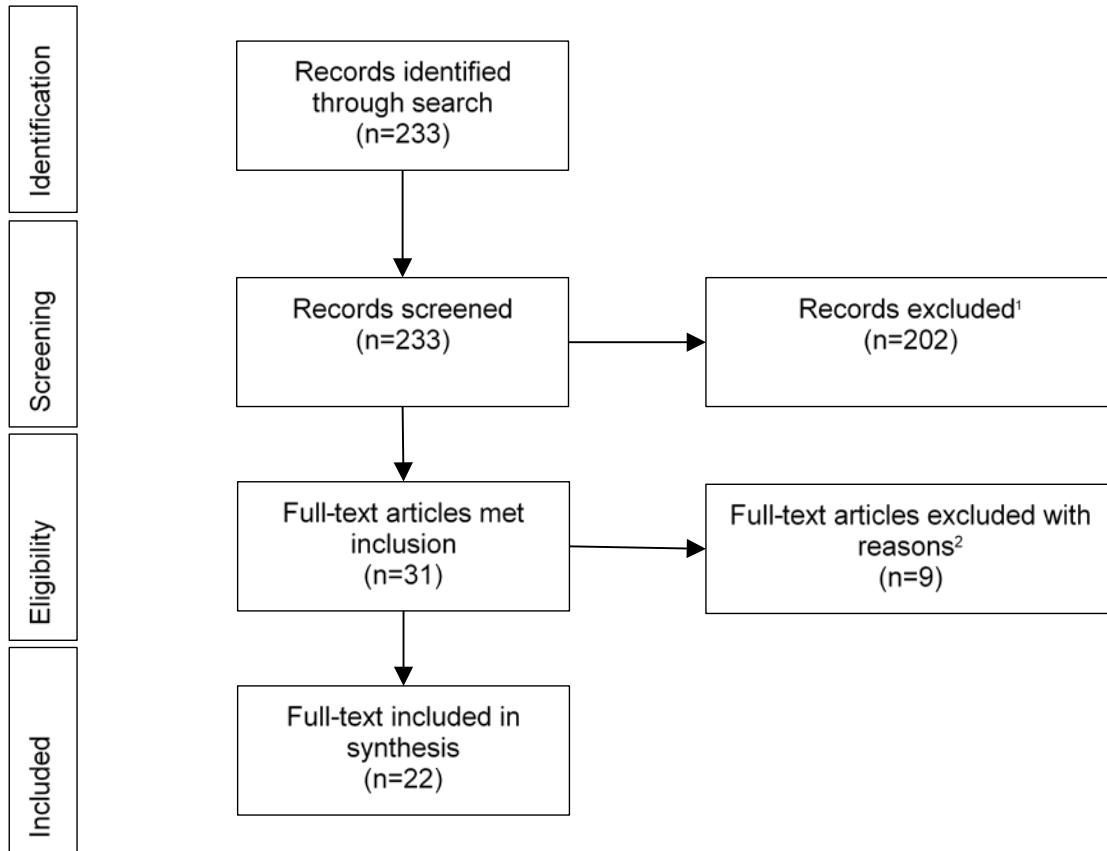 Identification
Records identified
through search
(n=233)
Screening
Records screened
(n=233)
Records excluded¹
(n=202)
Eligibility
Full-text articles met
inclusion
(n=31)
Full-text articles excluded with
reasons²
(n=9)
Included
Full-text included in
synthesis
(n=22)